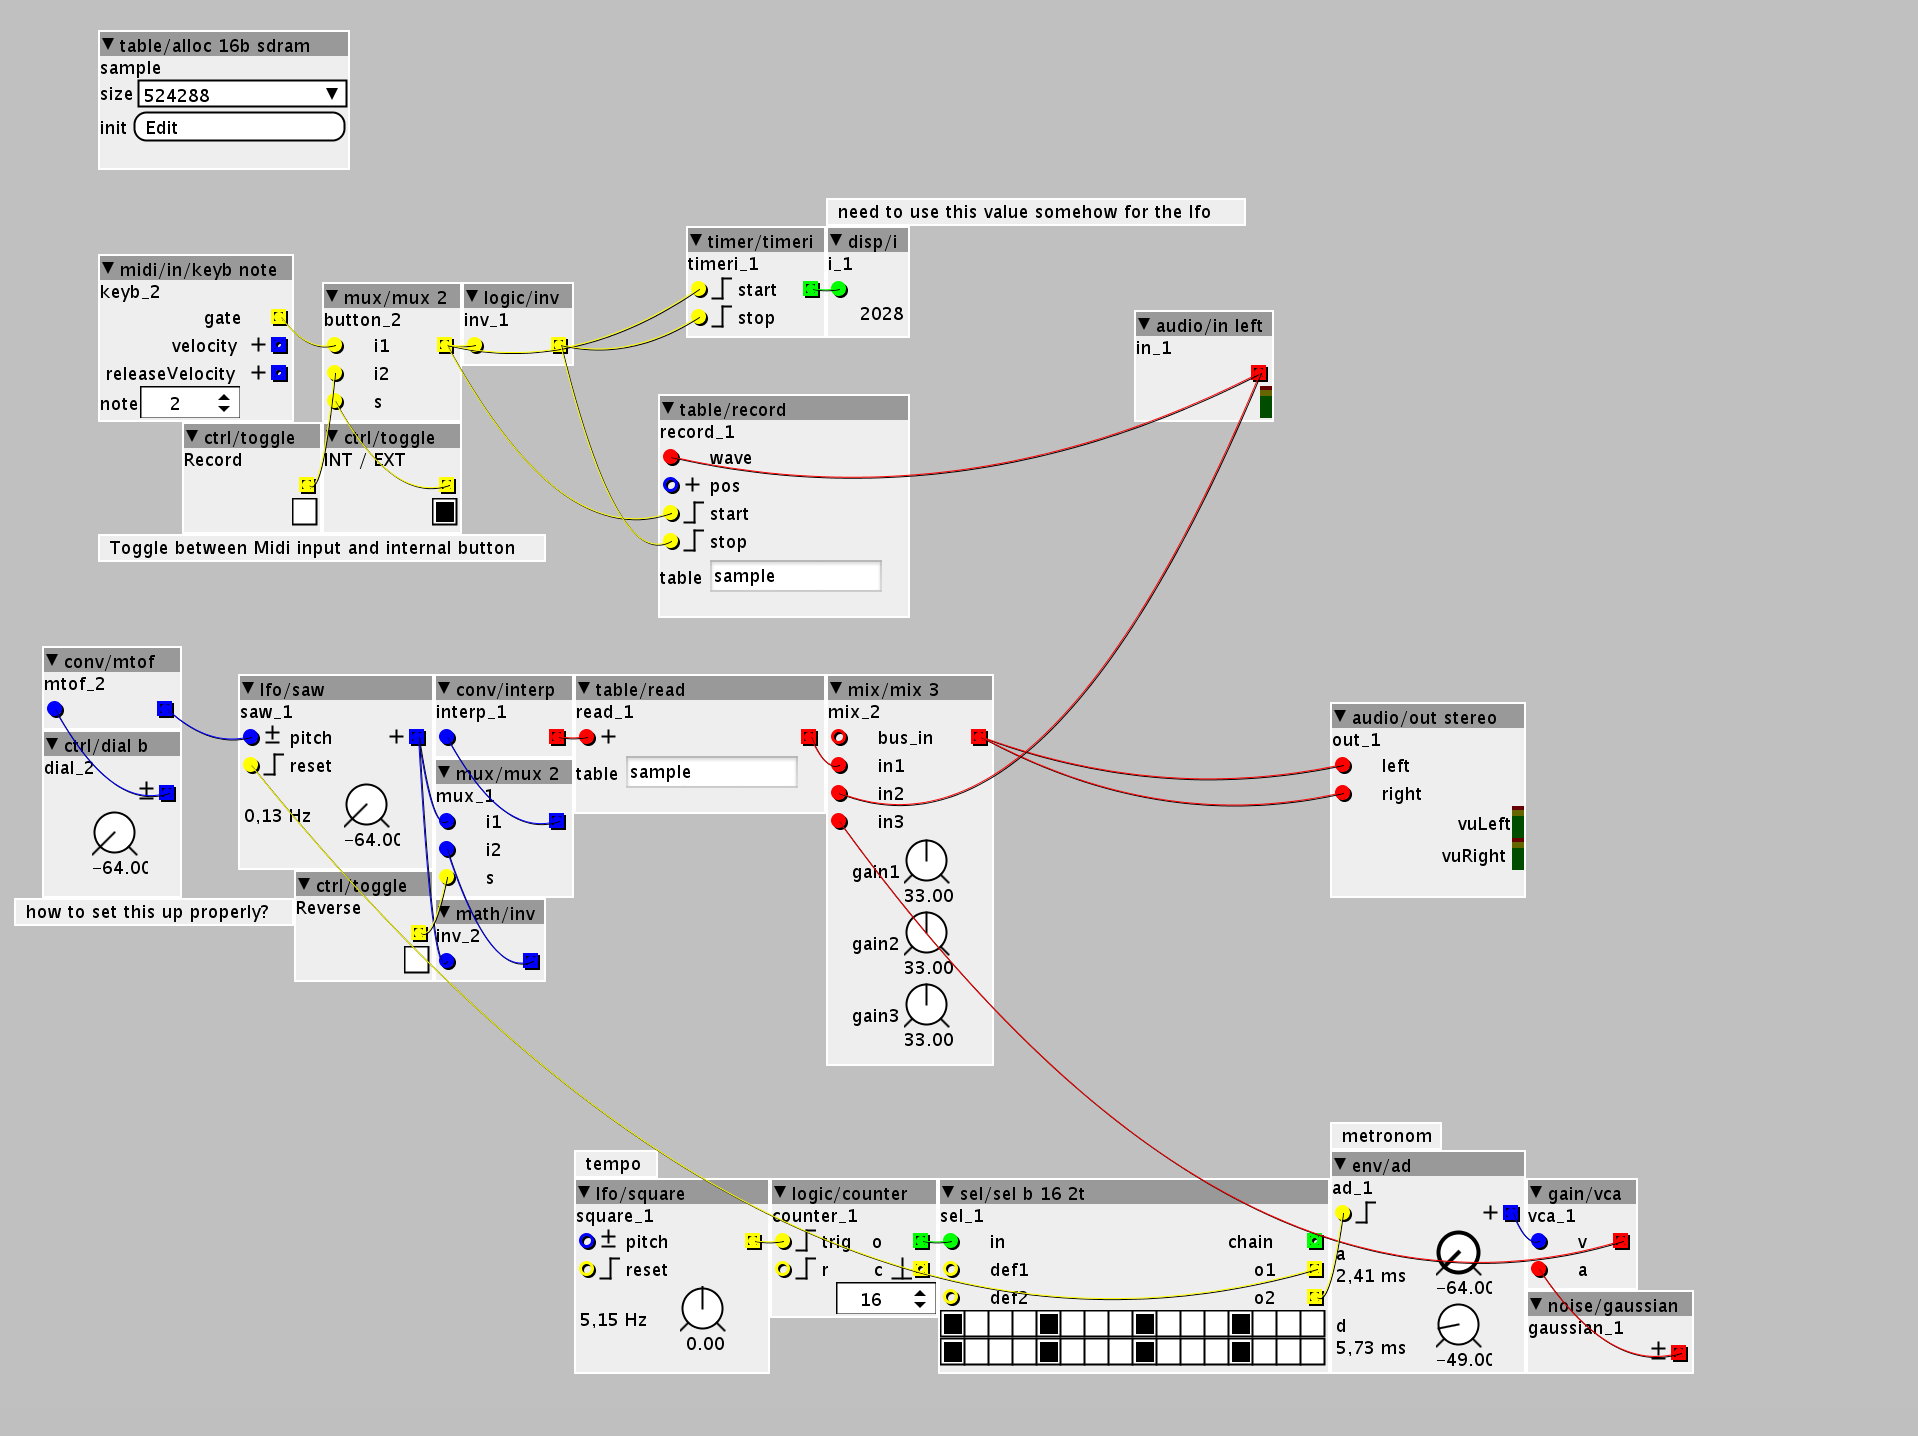 table/alloc 16b sdram
sample
size 524288
init Edit
need to use this value somehow for the lfo
timer/timeri
timeri_1
start
stop
disp/i
i_1
2028
midi/in/keyb note
keyb_2
gate
velocity +
releaseVelocity +
note 2
mux/mux 2
button_2
i1
i2
s
logic/inv
inv_1
ctrl/toggle
Record
ctrl/toggle
INT / EXT
Toggle between Midi input and internal button
audio/in left
in_1
table/record
record_1
wave
+ pos
start
stop
table sample
conv/mtof
mtof_2
ctrl/dial b
dial_2
±
-64.00
how to set this up properly?
lfo/saw
saw_1
± pitch +
reset
0,13 Hz
-64.00
ctrl/toggle
Reverse
conv/interp
interp_1
mux/mux 2
mux_1
i1
i2
s
math/inv
inv_2
table/read
read_1
+
table sample
mix/mix 3
mix_2
bus_in
in1
in2
in3
gain1
33.00
gain2
33.00
gain3
33.00
audio/out stereo
out_1
left
right
vuLeft
vuRight
tempo
lfo/square
square_1
± pitch
reset
5,15 Hz
0.00
logic/counter
counter_1
trig o
r c
16
sel/sel b 16 2t
sel_1
in chain
def1 o1
def2 o2
metronom
env/ad
ad_1
+
a
2,41 ms
-64.00
d
5,73 ms
-49.00
gain/vca
vca_1
v
a
noise/gaussian
gaussian_1
±